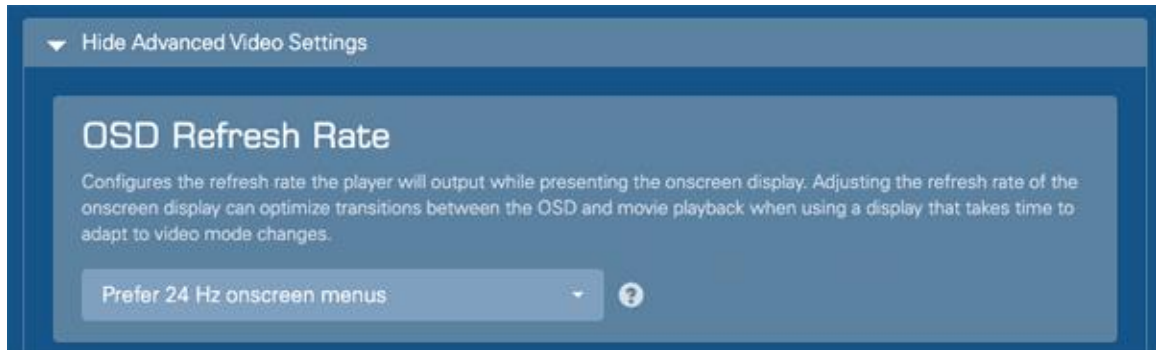 Hide Advanced Video Settings
OSD Refresh Rate
Configures the refresh rate the player will output while presenting the onscreen display. Adjusting the refresh rate of the
onscreen display can optimize transitions between the OSD and movie playback when using a display that takes time to
adapt to video mode changes.
Prefer 24 Hz onscreen menus
?